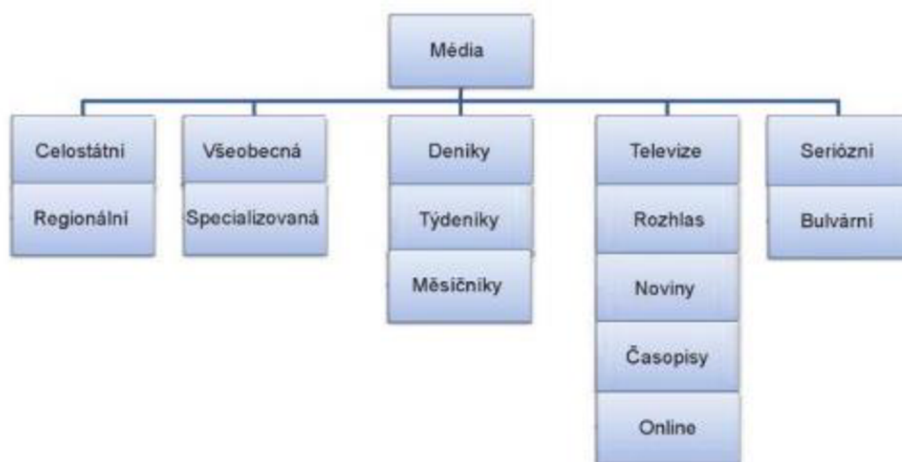 Média
Celostátní
Regionální
Všeobecná
Specializovaná
Deníky
Týdeníky
Měsíčníky
Televize
Rozhlas
Noviny
Časopisy
Online
Seriózní
Bulvární